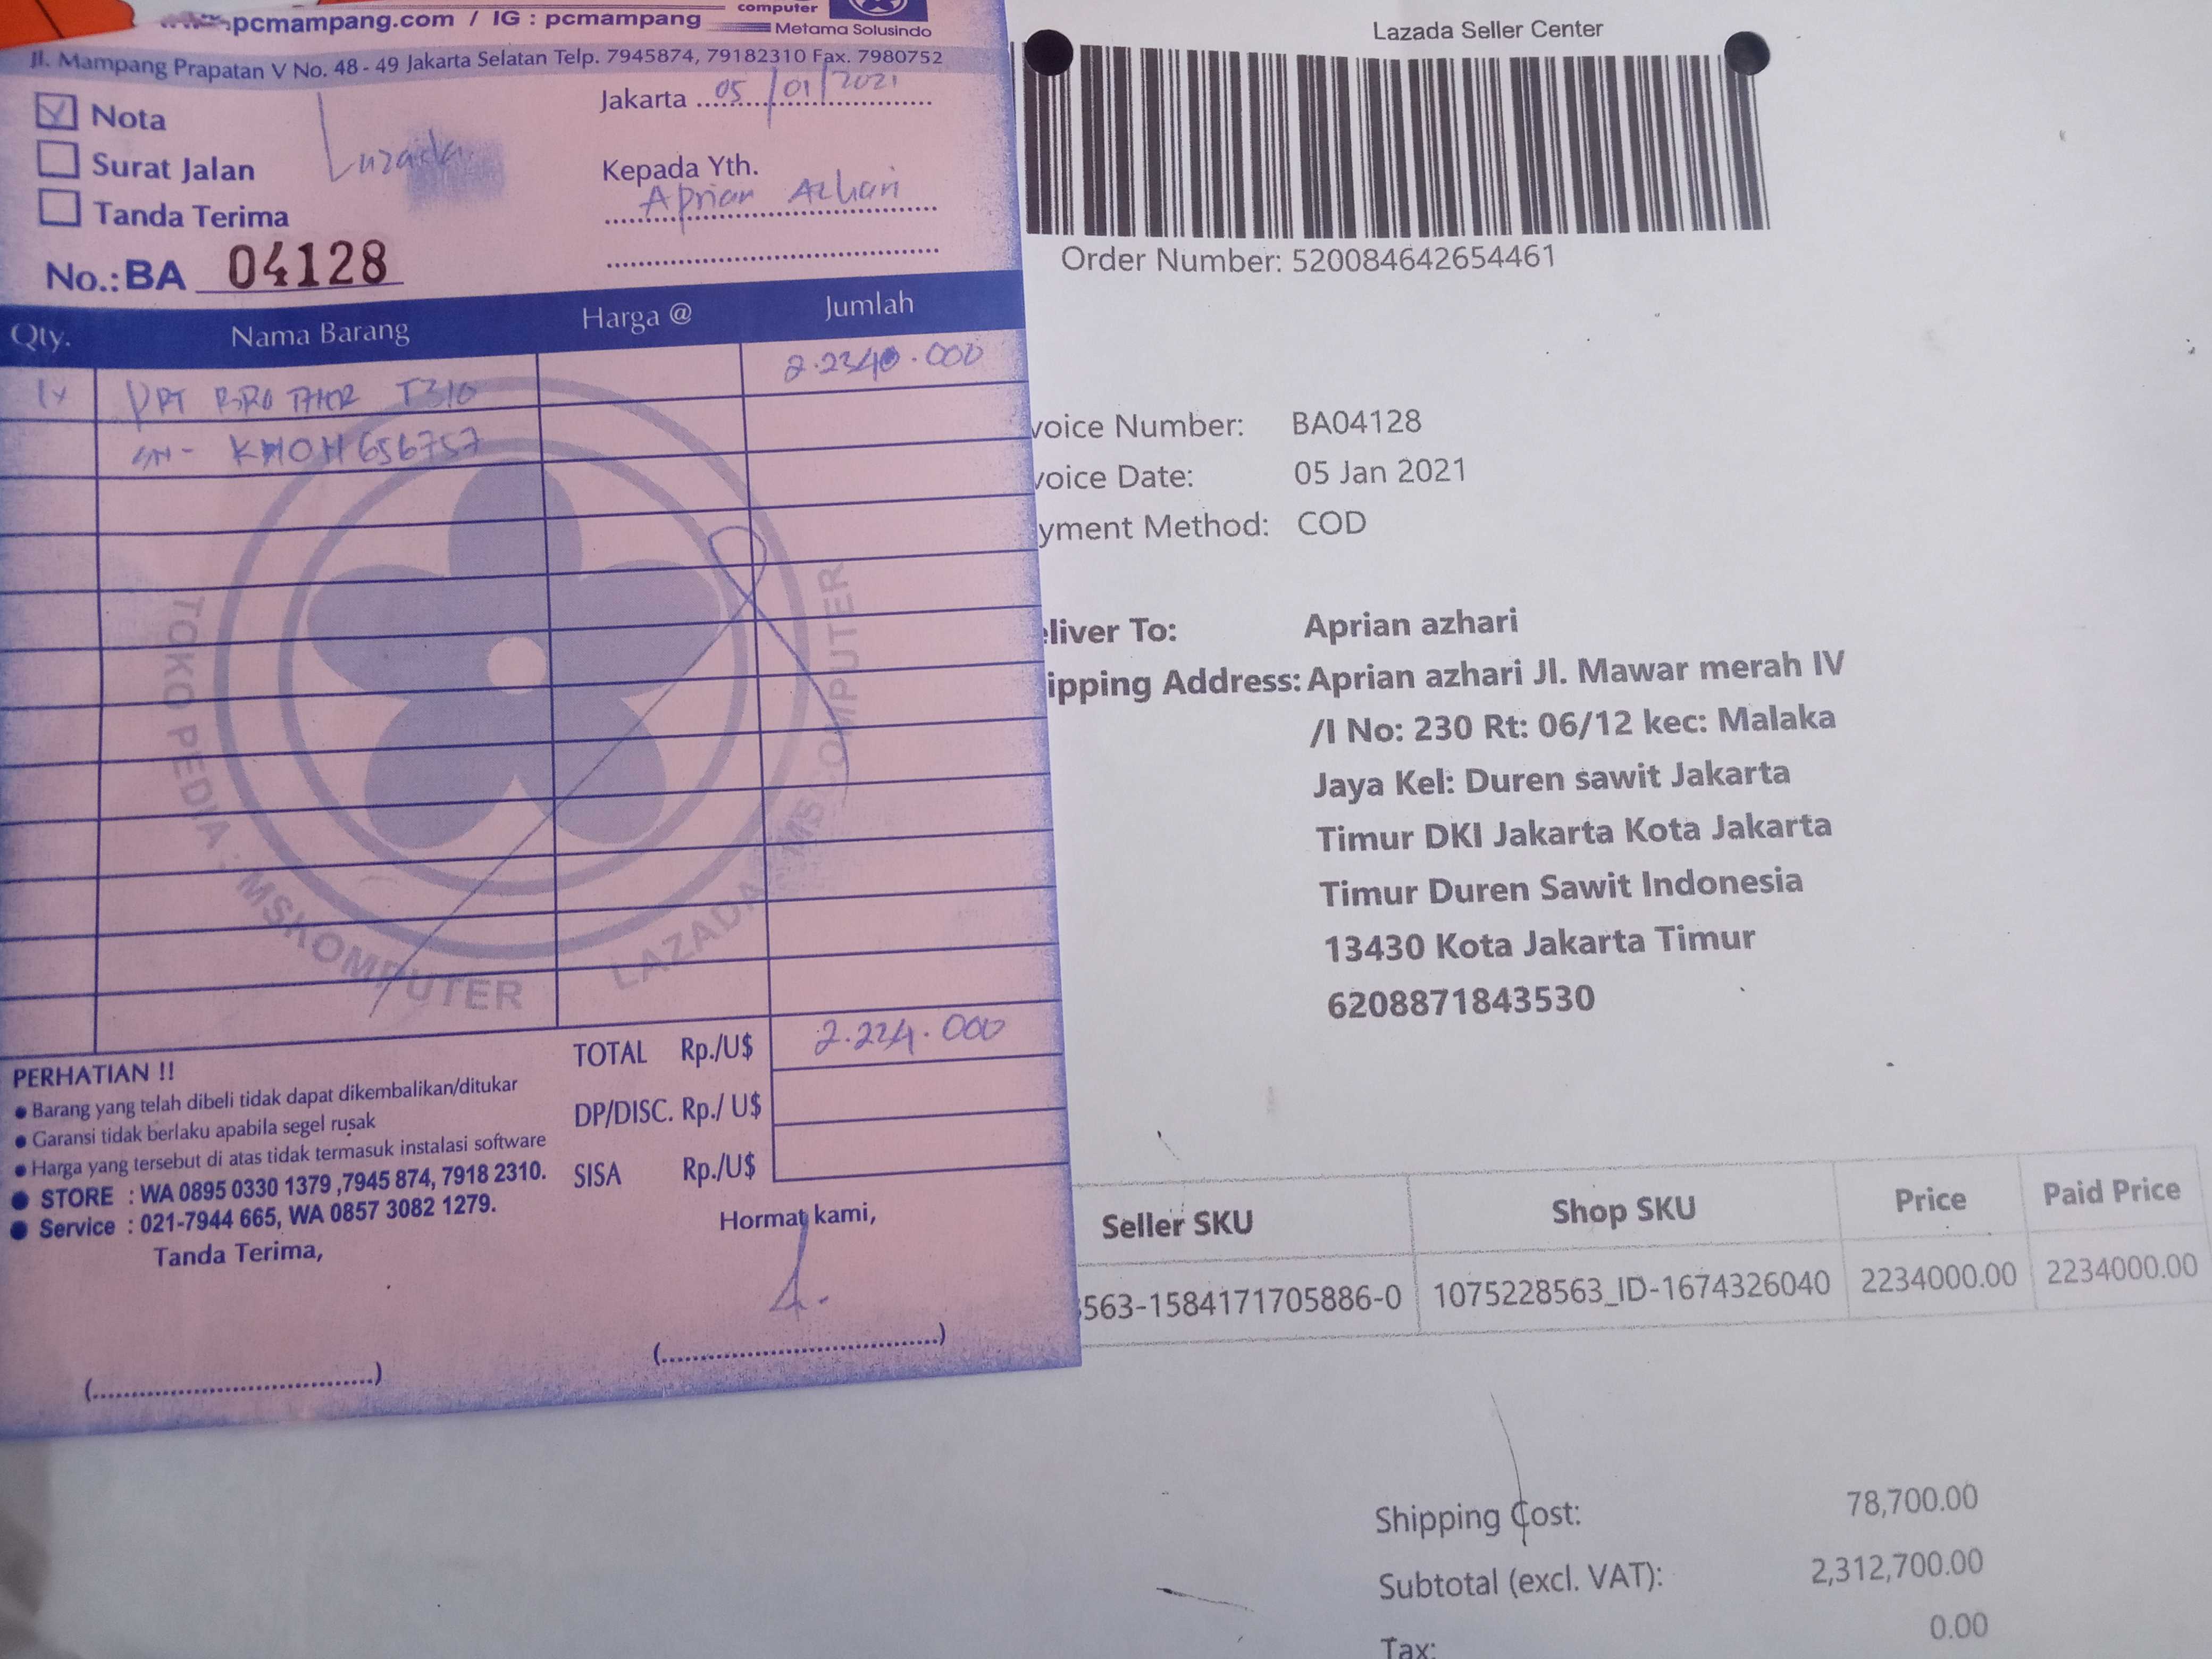 pcmampang.com / IG : pcmampang
computer
Metama Solusindo
Jl. Mampang Prapatan V No. 48 - 49 Jakarta Selatan Telp. 7945874, 79182310 Fax. 7980752
Nota
Surat Jalan
Tanda Terima
Lazada
Jakarta 05/01/2021
Kepada Yth.
Aprian Azhari
No.: BA 04128
Qty. Nama Barang Harga @ Jumlah
1x PRT BROTHER T310
2.234.000
SN- KHOH656757
TOKO PEDIA : MSKOMPUTER
LAZADA : MS COMPUTER
TOTAL Rp./U$ 2.234.000
DP/DISC. Rp./ U$
SISA Rp./U$
PERHATIAN !!
• Barang yang telah dibeli tidak dapat dikembalikan/ditukar
• Garansi tidak berlaku apabila segel rusak
• Harga yang tersebut di atas tidak termasuk instalasi software
• STORE : WA 0895 0330 1379 ,7945 874, 7918 2310.
• Service : 021-7944 665, WA 0857 3082 1279.
Tanda Terima,
Hormat kami,
(....................................)
(....................................)
Lazada Seller Center
Order Number: 520084642654461
voice Number: BA04128
voice Date: 05 Jan 2021
yment Method: COD
liver To: Aprian azhari
ipping Address: Aprian azhari Jl. Mawar merah IV
/I No: 230 Rt: 06/12 kec: Malaka
Jaya Kel: Duren sawit Jakarta
Timur DKI Jakarta Kota Jakarta
Timur Duren Sawit Indonesia
13430 Kota Jakarta Timur
6208871843530
Seller SKU Shop SKU Price Paid Price
563-1584171705886-0 1075228563_ID-1674326040 2234000.00 2234000.00
Shipping Cost: 78,700.00
Subtotal (excl. VAT): 2,312,700.00
Tax: 0.00